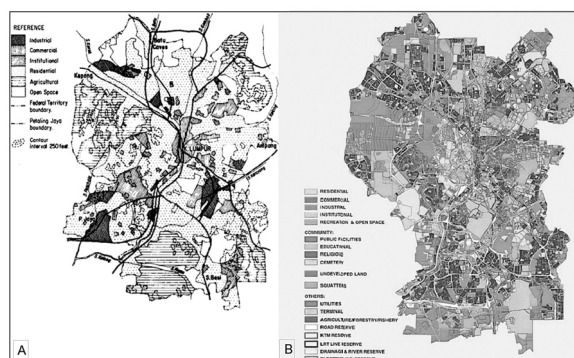 REFERENCE
Industrial
Commercial
Institutional
Residential
Agricultural
Open Space
Federal Territory
boundary.
Petaling Jaya
boundary.
Contour
interval 250 feet.
Kepong
Batu
Caves
Ampang
S. Besi
A
B
RESIDENTIAL
COMMERCIAL
INDUSTRIAL
INSTITUTIONAL
RECREATION & OPEN SPACE
COMMUNITY:
PUBLIC FACILITIES
EDUCATIONAL
RELIGIOUS
CEMETERY
UNDEVELOPED LAND
SQUATTERS
OTHERS:
UTILITIES
TERMINAL
AGRICULTURE/FORESTRY/FISHERY
ROAD RESERVE
KTM RESERVE
LRT LINE RESERVE
DRAINAGE & RIVER RESERVE